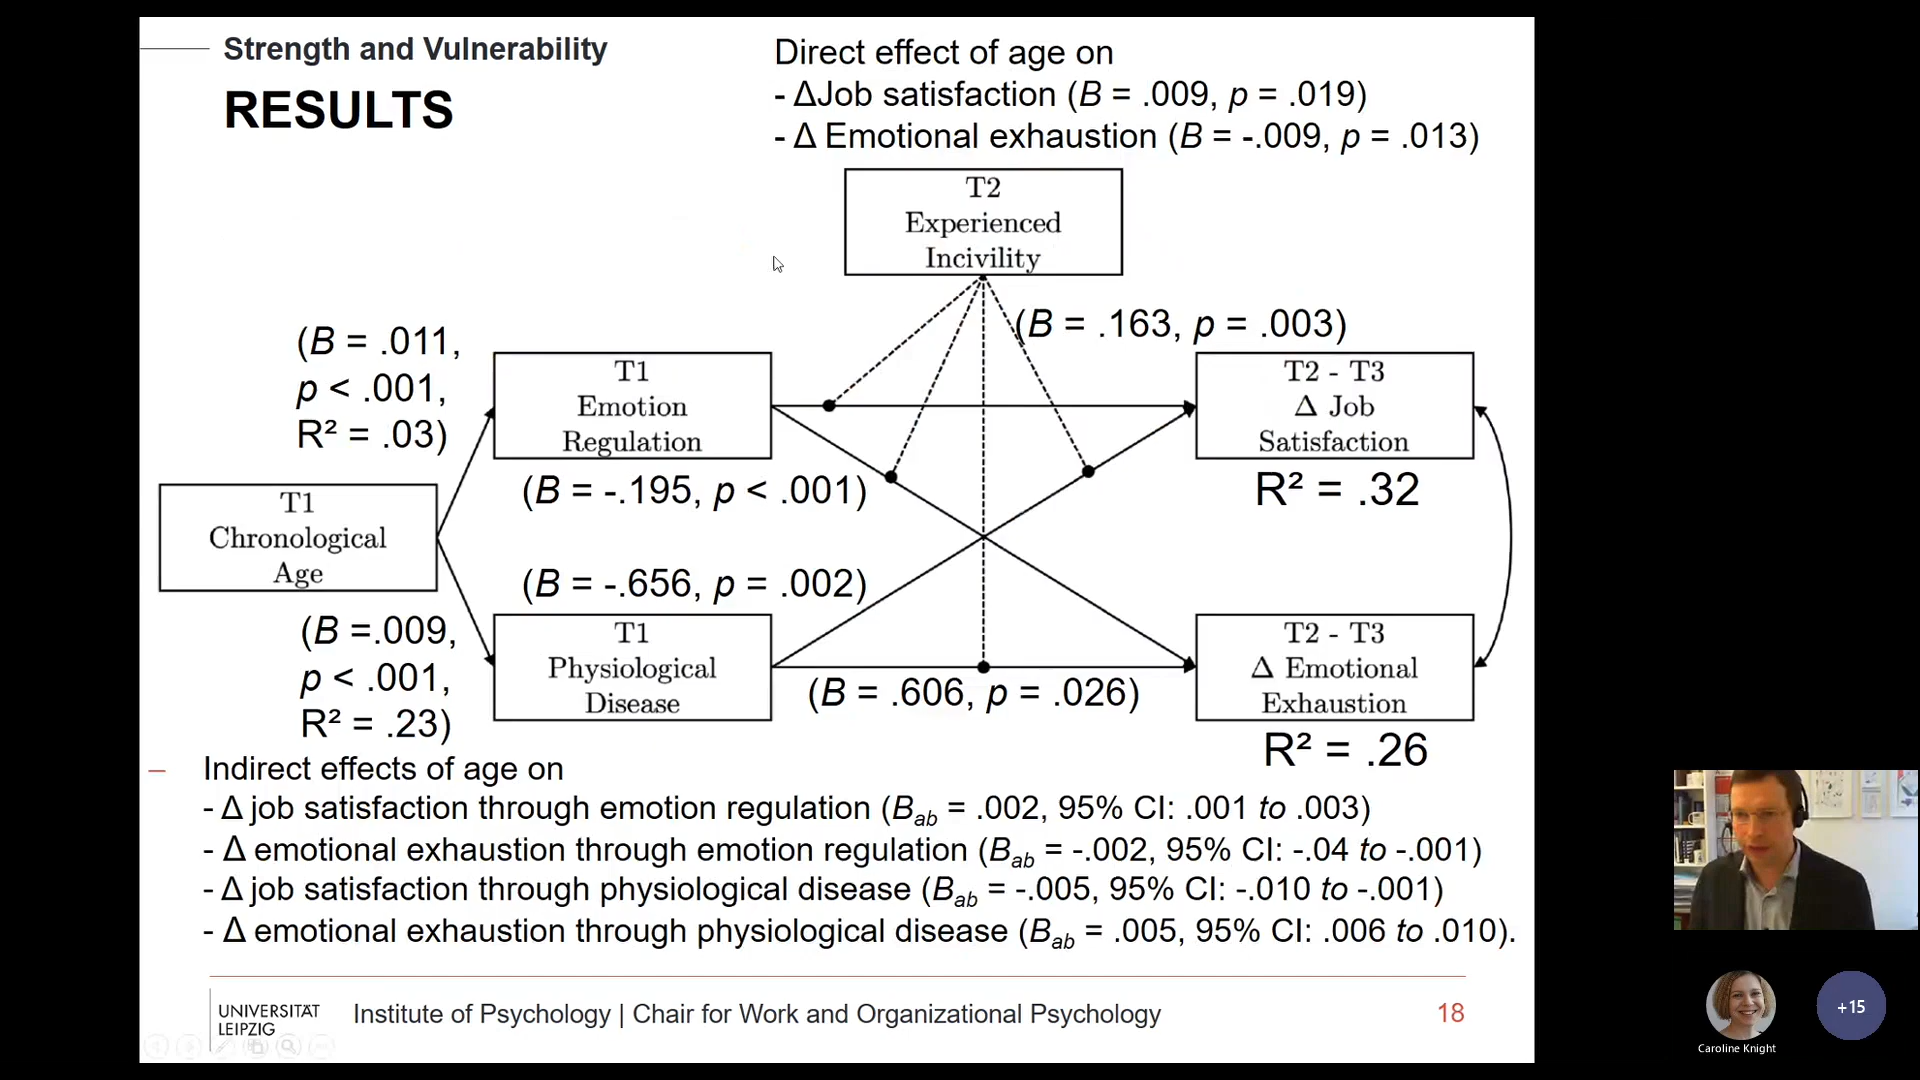 Strength and Vulnerability
RESULTS
Direct effect of age on
- ΔJob satisfaction (B = .009, p = .019)
- Δ Emotional exhaustion (B = -.009, p = .013)
T2
Experienced
Incivility
(B = .163, p = .003)
(B = .011,
p < .001,
R² = .03)
T1
Emotion
Regulation
T2 - T3
Δ Job
Satisfaction
(B = -.195, p < .001)
R² = .32
T1
Chronological
Age
(B = -.656, p = .002)
(B =.009,
p < .001,
R² = .23)
T1
Physiological
Disease
(B = .606, p = .026)
T2 - T3
Δ Emotional
Exhaustion
R² = .26
– Indirect effects of age on
- Δ job satisfaction through emotion regulation (Bab = .002, 95% CI: .001 to .003)
- Δ emotional exhaustion through emotion regulation (Bab = -.002, 95% CI: -.04 to -.001)
- Δ job satisfaction through physiological disease (Bab = -.005, 95% CI: -.010 to -.001)
- Δ emotional exhaustion through physiological disease (Bab = .005, 95% CI: .006 to .010).
UNIVERSITÄT
LEIPZIG
Institute of Psychology | Chair for Work and Organizational Psychology
18
+15
Caroline Knight